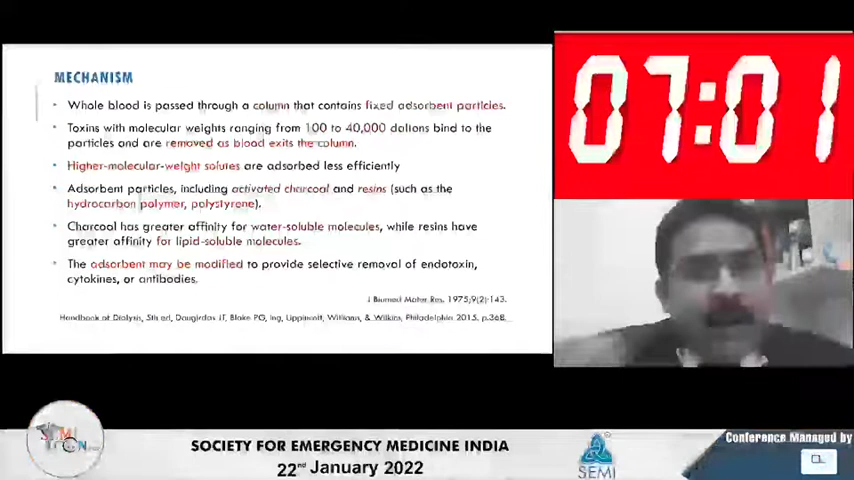 MECHANISM
Whole blood is passed through a column that contains fixed adsorbent particles.
Toxins with molecular weights ranging from 100 to 40,000 daltons bind to the
particles and are removed as blood exits the column.
Higher-molecular-weight solutes are adsorbed less efficiently
Adsorbent particles, including activated charcoal and resins (such as the
hydrocarbon polymer, polystyrene).
Charcoal has greater affinity for water-soluble molecules, while resins have
greater affinity for lipid-soluble molecules.
The adsorbent may be modified to provide selective removal of endotoxin,
cytokines, or antibodies.
J Biomed Mater Res. 1975;9(2):143.
Handbook of Dialysis, 5th ed, Daugirdas JT, Blake PG, Ing, Lippincott, Williams, & Wilkins, Philadelphia 2015. p.368.
07:01
SOCIETY FOR EMERGENCY MEDICINE INDIA
22nd January 2022
SEMI
Conference Managed by